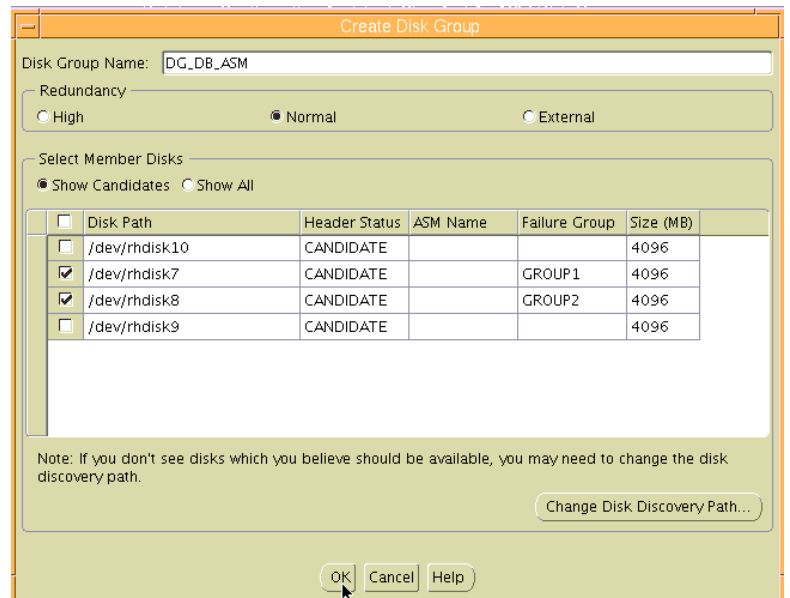 Create Disk Group
Disk Group Name: DG_DB_ASM
Redundancy
High Normal External
Select Member Disks
Show Candidates Show All
Disk Path Header Status ASM Name Failure Group Size (MB)
/dev/rhdisk10 CANDIDATE 4096
/dev/rhdisk7 CANDIDATE GROUP1 4096
/dev/rhdisk8 CANDIDATE GROUP2 4096
/dev/rhdisk9 CANDIDATE 4096
Note: If you don't see disks which you believe should be available, you may need to change the disk
discovery path.
Change Disk Discovery Path...
OK Cancel Help